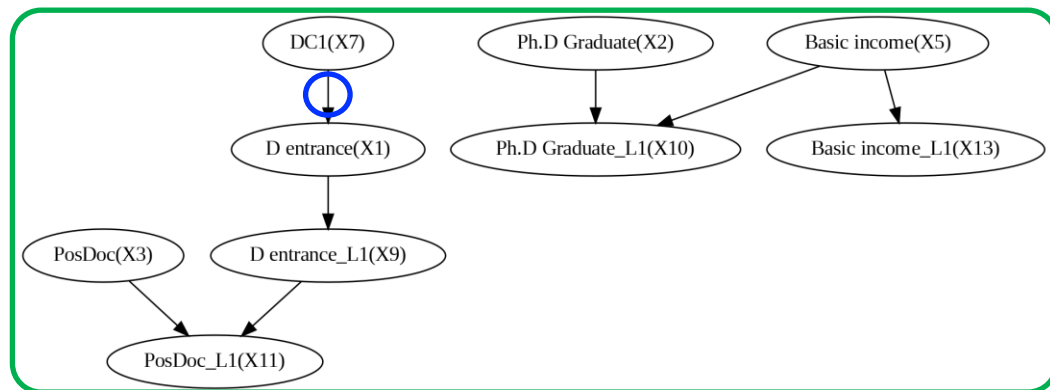 DC1(X7)
Ph.D Graduate(X2)
Basic income(X5)
D entrance(X1)
Ph.D Graduate_L1(X10)
Basic income_L1(X13)
PosDoc(X3)
D entrance_L1(X9)
PosDoc_L1(X11)